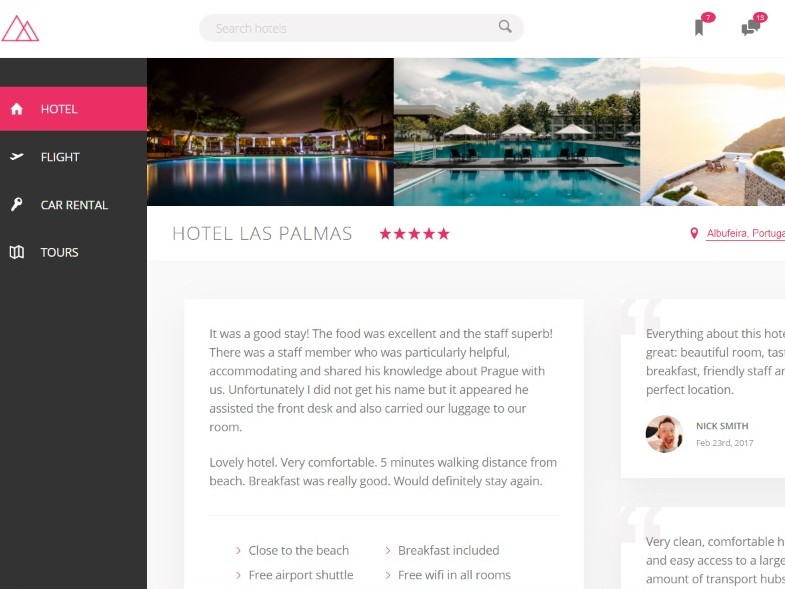 Search hotels
7
13
HOTEL
FLIGHT
CAR RENTAL
TOURS
HOTEL LAS PALMAS
Albufeira, Portuga
It was a good stay! The food was excellent and the staff superb!
There was a staff member who was particularly helpful,
accommodating and shared his knowledge about Prague with
us. Unfortunately I did not get his name but it appeared he
assisted the front desk and also carried our luggage to our
room.
Lovely hotel. Very comfortable. 5 minutes walking distance from
beach. Breakfast was really good. Would definitely stay again.
Close to the beach
Breakfast included
Free airport shuttle
Free wifi in all rooms
Everything about this hote
great: beautiful room, tas
breakfast, friendly staff a
perfect location.
NICK SMITH
Feb 23rd, 2017
Very clean, comfortable h
and easy access to a large
amount of transport hubs